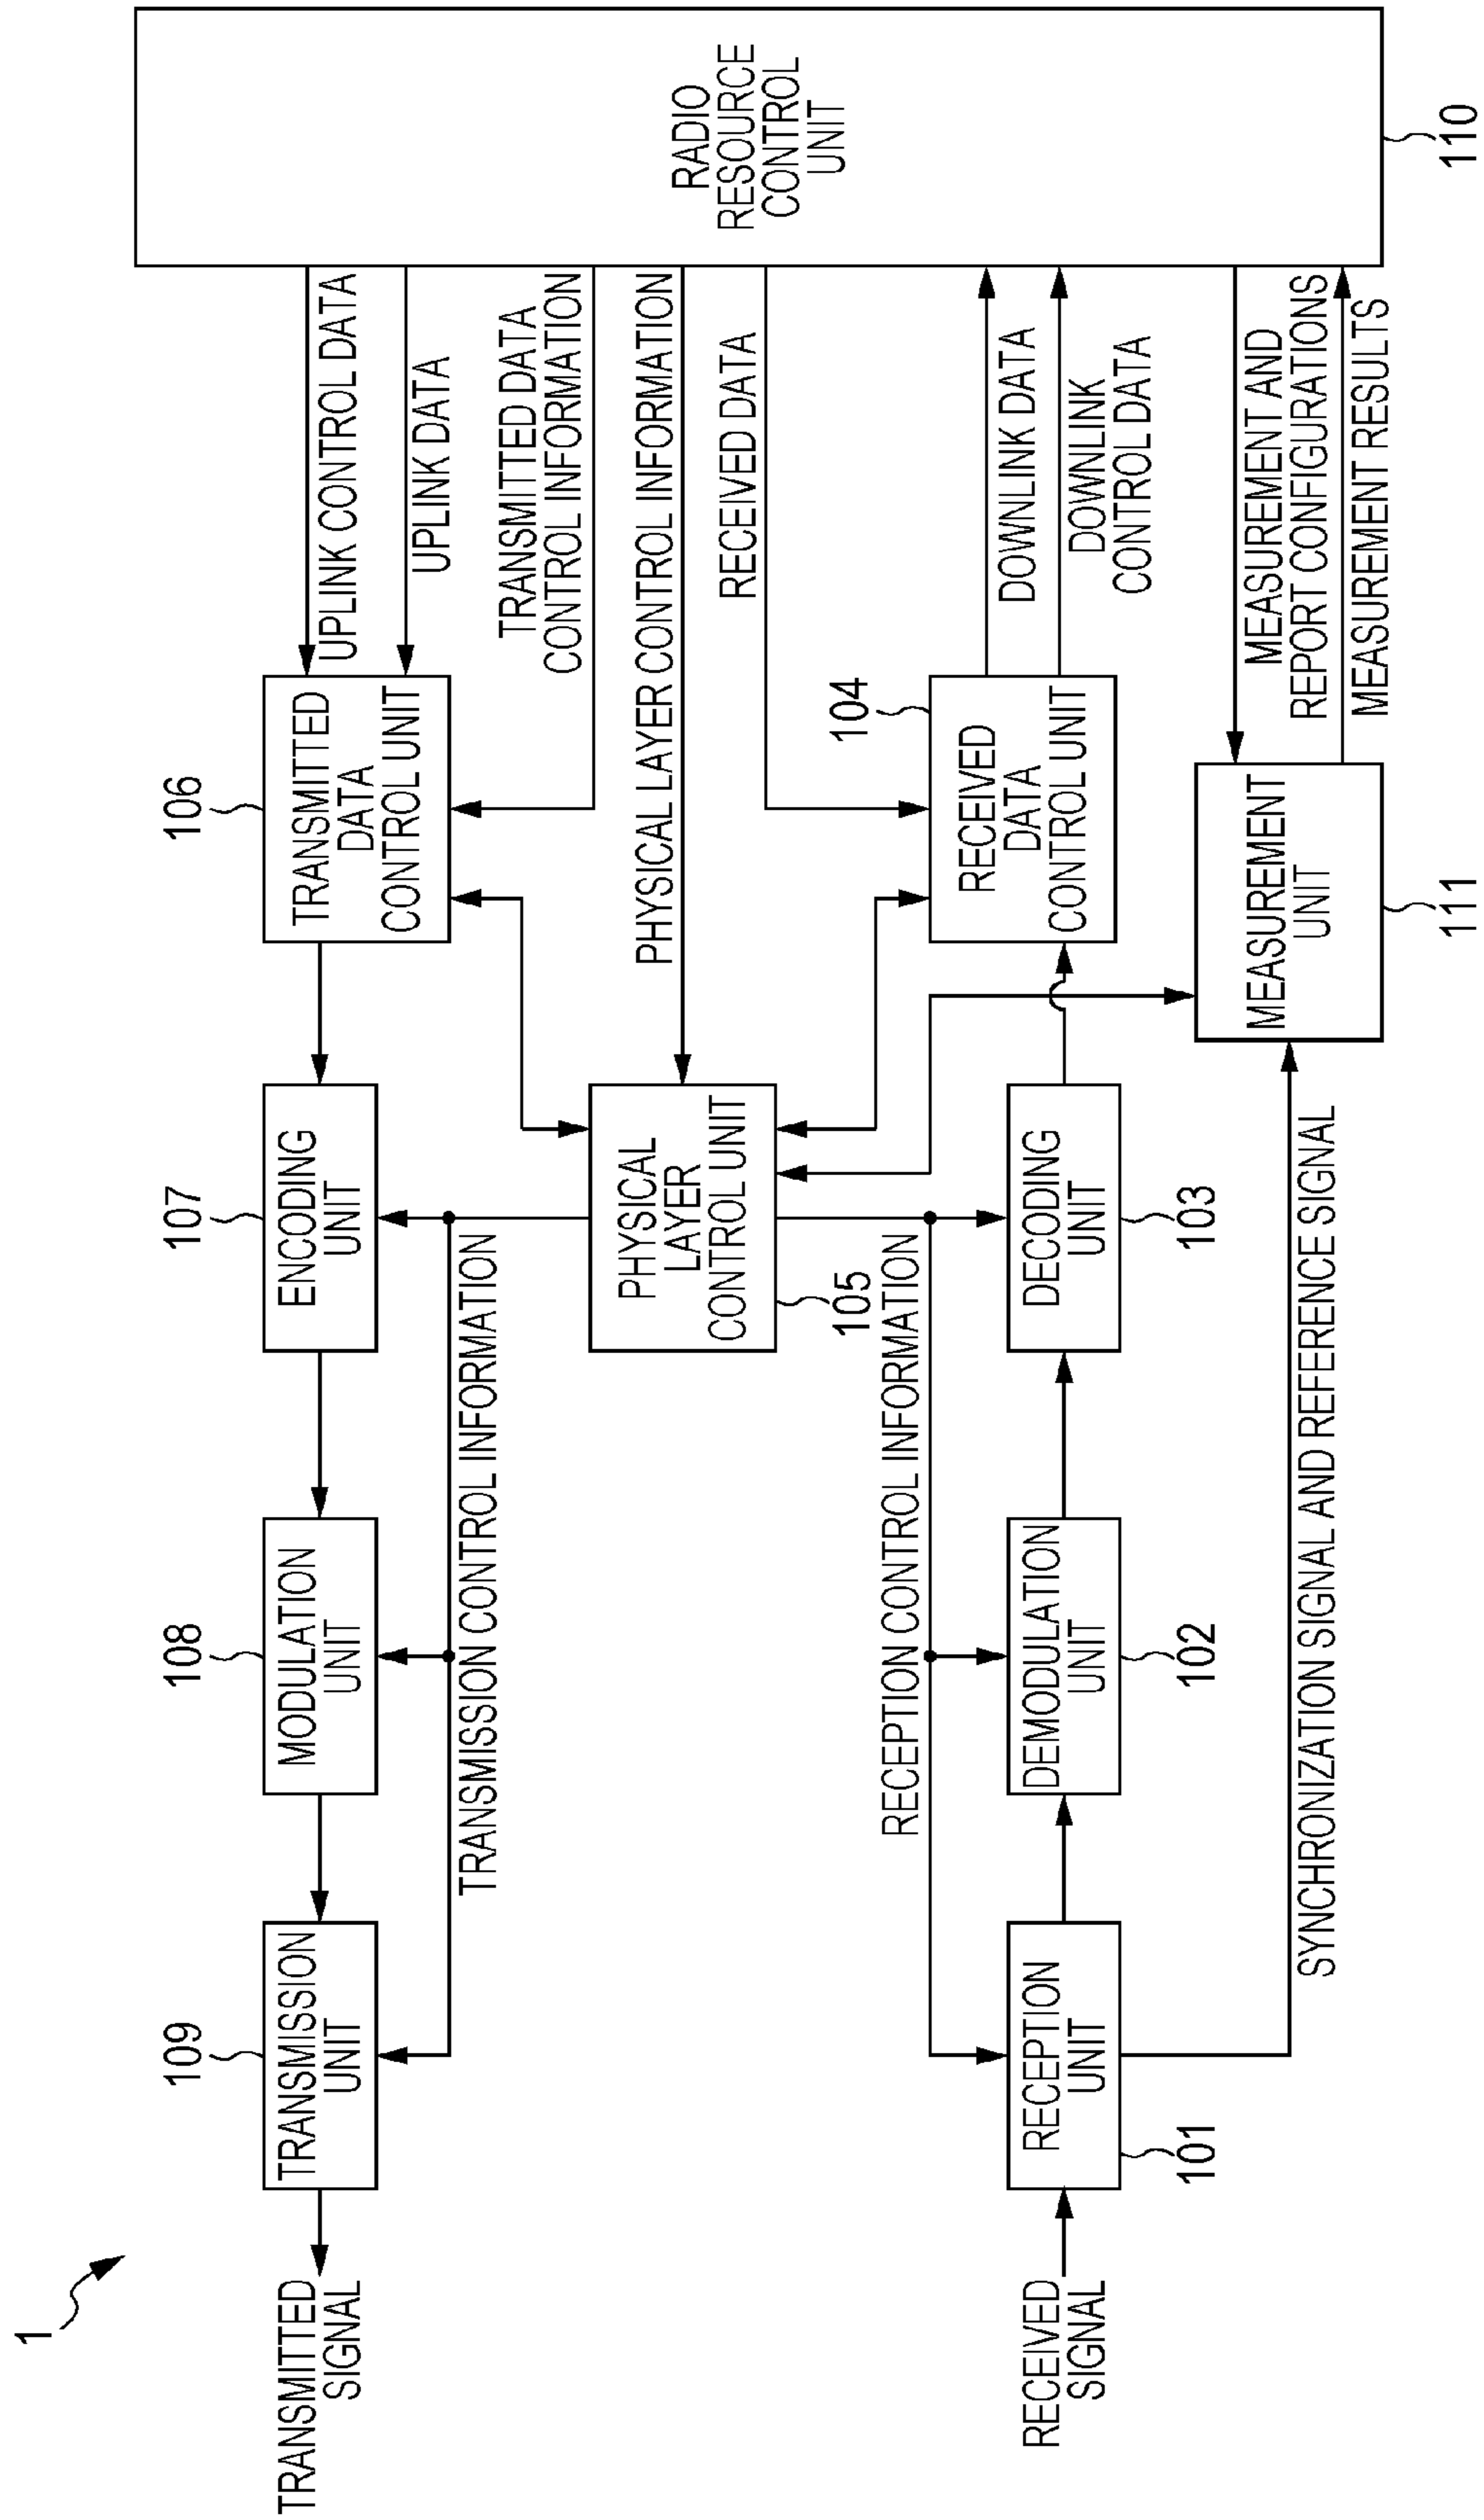 1
TRANSMITTED
SIGNAL
109
TRANSMISSION
UNIT
108
MODULATION
UNIT
107
ENCODING
UNIT
106
TRANSMITTED
DATA
CONTROL UNIT
UPLINK CONTROL DATA
UPLINK DATA
TRANSMITTED DATA
CONTROL INFORMATION
TRANSMISSION CONTROL INFORMATION
PHYSICAL
LAYER
CONTROL UNIT
105
PHYSICAL LAYER CONTROL INFORMATION
RECEIVED DATA
RADIO
RESOURCE
CONTROL
UNIT
110
RECEPTION CONTROL INFORMATION
RECEIVED
SIGNAL
RECEPTION
UNIT
101
DEMODULATION
UNIT
102
DECODING
UNIT
103
104
RECEIVED
DATA
CONTROL UNIT
DOWNLINK DATA
DOWNLINK
CONTROL DATA
SYNCHRONIZATION SIGNAL AND REFERENCE SIGNAL
MEASUREMENT
UNIT
111
MEASUREMENT AND
REPORT CONFIGURATIONS
MEASUREMENT RESULTS